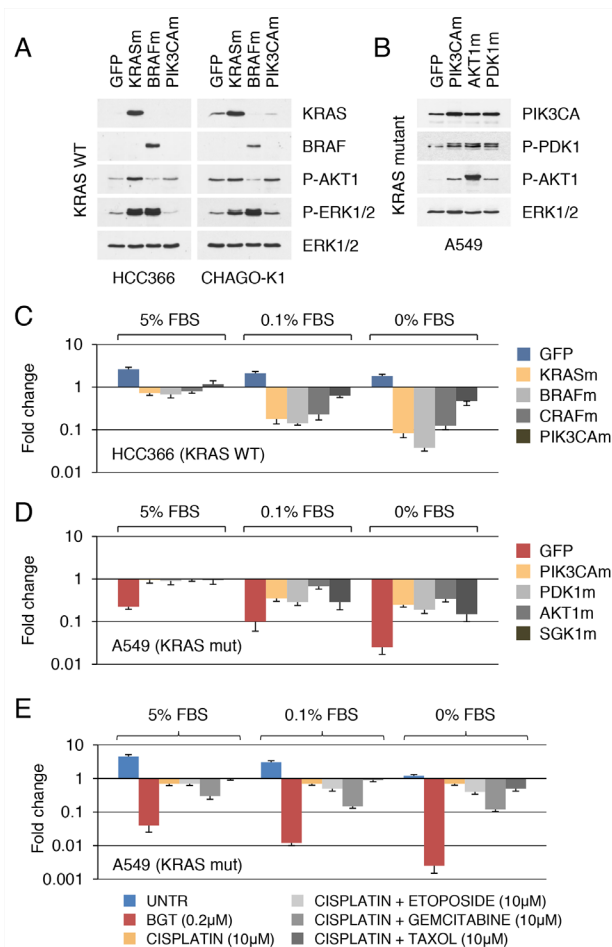 A
GFP
KRASm
BRAFm
PIK3CAm
GFP
KRASm
BRAFm
PIK3CAm
KRAS WT
KRAS
BRAF
P-AKT1
P-ERK1/2
ERK1/2
HCC366
CHAGO-K1
B
GFP
PIK3CAm
AKT1m
PDK1m
KRAS mutant
PIK3CA
P-PDK1
P-AKT1
ERK1/2
A549
C
5% FBS
0.1% FBS
0% FBS
Fold change
10
1
0.1
0.01
HCC366 (KRAS WT)
GFP
KRASm
BRAFm
CRAFm
PIK3CAm
D
5% FBS
0.1% FBS
0% FBS
Fold change
10
1
0.1
0.01
A549 (KRAS mut)
GFP
PIK3CAm
PDK1m
AKT1m
SGK1m
E
5% FBS
0.1% FBS
0% FBS
Fold change
10
1
0.1
0.01
0.001
A549 (KRAS mut)
UNTR
BGT (0.2µM)
CISPLATIN (10µM)
CISPLATIN + ETOPOSIDE (10µM)
CISPLATIN + GEMCITABINE (10µM)
CISPLATIN + TAXOL (10µM)